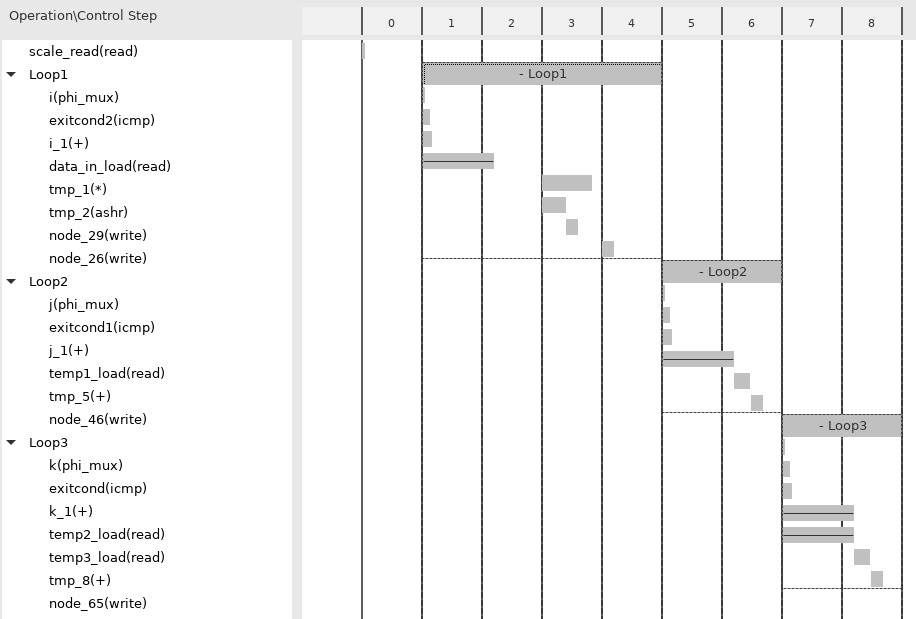 Operation\Control Step 0 1 2 3 4 5 6 7 8
scale_read(read)
Loop1 - Loop1
i(phi_mux)
exitcond2(icmp)
i_1(+)
data_in_load(read)
tmp_1(*)
tmp_2(ashr)
node_29(write)
node_26(write)
Loop2 - Loop2
j(phi_mux)
exitcond1(icmp)
j_1(+)
temp1_load(read)
tmp_5(+)
node_46(write)
Loop3 - Loop3
k(phi_mux)
exitcond(icmp)
k_1(+)
temp2_load(read)
temp3_load(read)
tmp_8(+)
node_65(write)